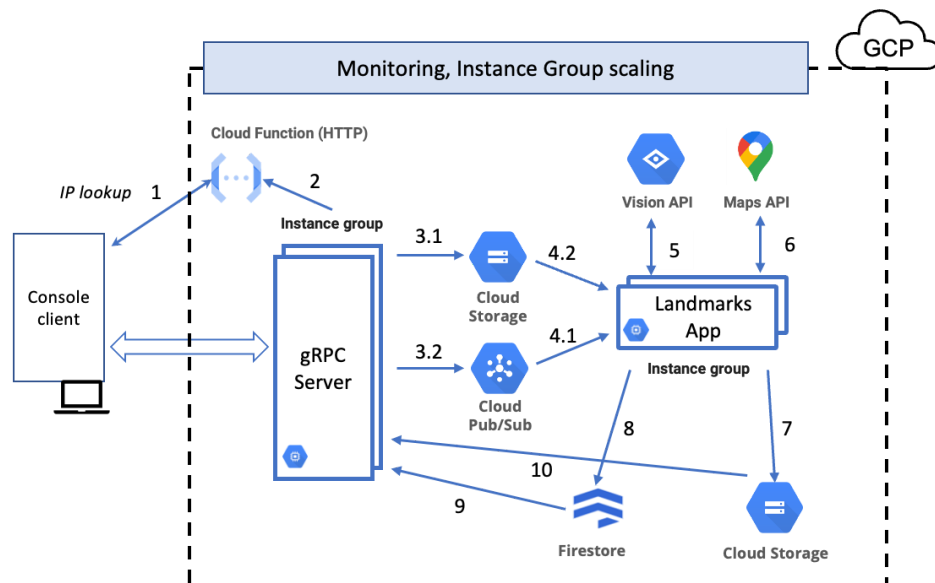 GCP
Monitoring, Instance Group scaling
Cloud Function (HTTP)
IP lookup
1
2
Instance group
Vision API
Maps API
3.1
4.2
5
6
Console
client
Cloud
Storage
Landmarks
App
gRPC
Server
3.2
4.1
Instance group
Cloud
Pub/Sub
8
7
10
9
Firestore
Cloud Storage